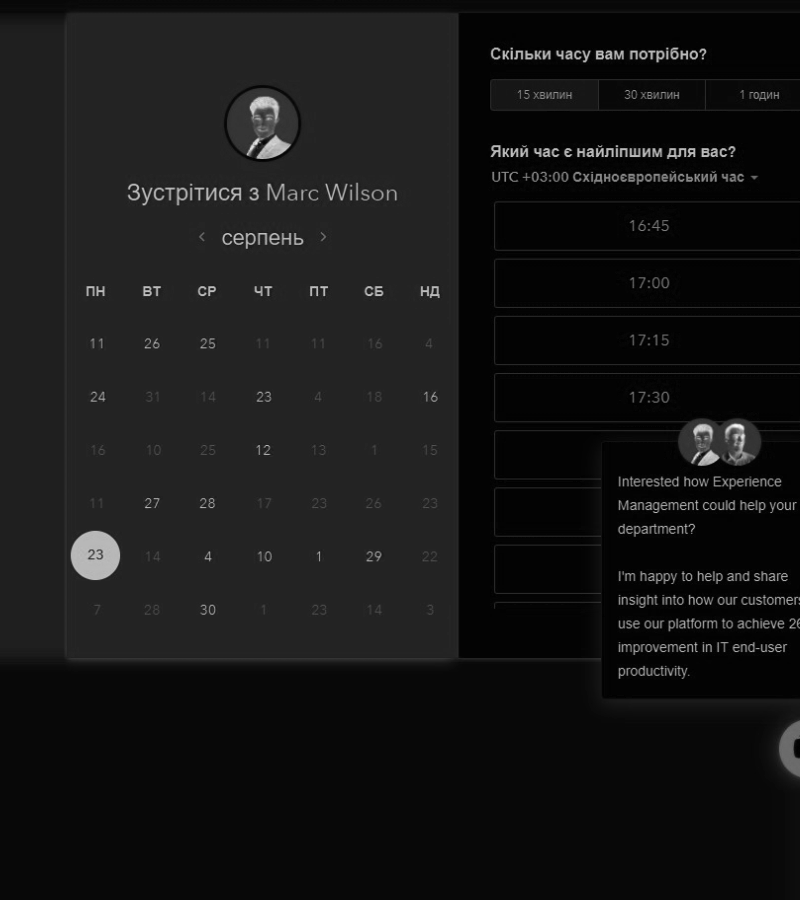 Зустрітися з Marc Wilson
серпень
ПН ВТ СР ЧТ ПТ СБ НД
11 26 25 11 11 16 4
24 31 14 23 4 18 16
16 10 25 12 13 1 15
11 27 28 17 23 26 23
23 14 4 10 1 29 22
7 28 30 1 23 14 3
Скільки часу вам потрібно?
15 хвилин 30 хвилин 1 годин
Який час є найліпшим для вас?
UTC +03:00 Східноєвропейський час
16:45
17:00
17:15
17:30
Interested how Experience
Management could help your
department?
I'm happy to help and share
insight into how our customers
use our platform to achieve 26
improvement in IT end-user
productivity.